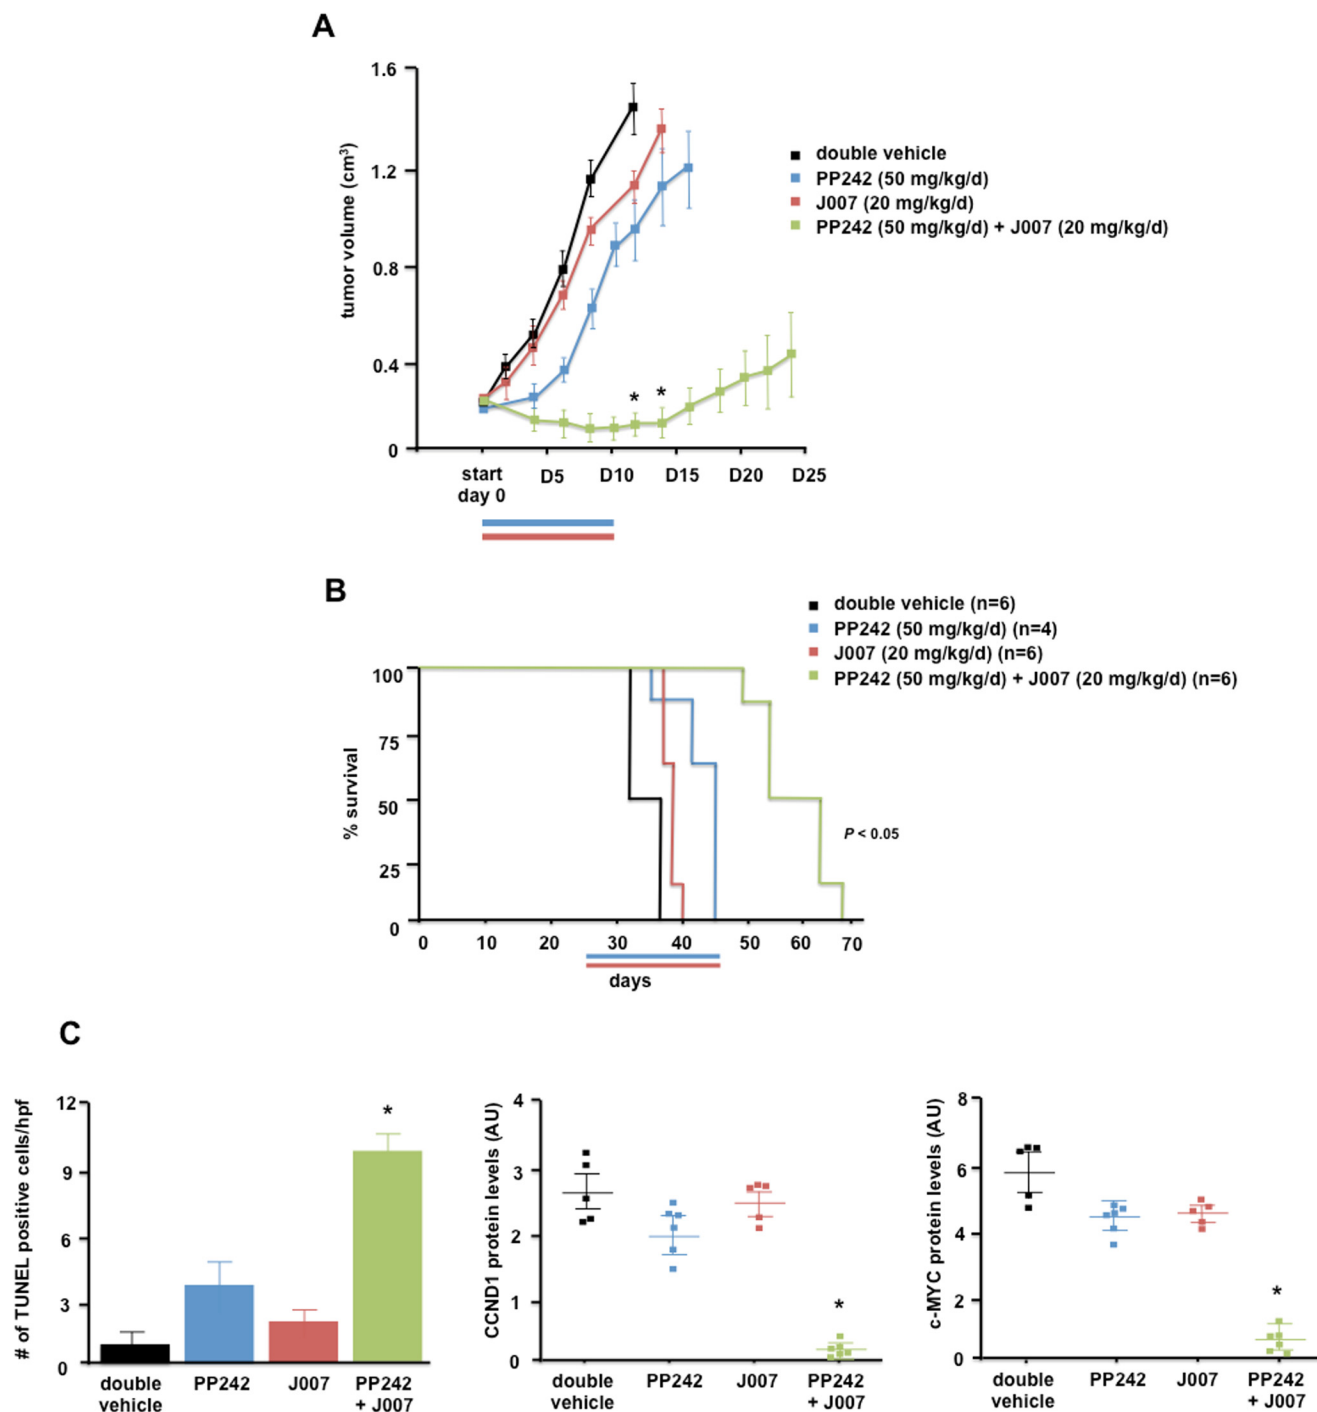 A
tumor volume (cm³)
1.6
1.2
0.8
0.4
0
start
day 0
D5
D10
D15
D20
D25
* *
double vehicle
PP242 (50 mg/kg/d)
J007 (20 mg/kg/d)
PP242 (50 mg/kg/d) + J007 (20 mg/kg/d)
B
double vehicle (n=6)
PP242 (50 mg/kg/d) (n=4)
J007 (20 mg/kg/d) (n=6)
PP242 (50 mg/kg/d) + J007 (20 mg/kg/d) (n=6)
% survival
100
75
50
25
0
P < 0.05
0 10 20 30 40 50 60 70
days
C
# of TUNEL positive cells/hpf
12
9
6
3
0
*
double
vehicle
PP242
J007
PP242
+ J007
CCND1 protein levels (AU)
4
3
2
1
0
*
double
vehicle
PP242
J007
PP242
+ J007
c-MYC protein levels (AU)
8
6
4
2
0
*
double
vehicle
PP242
J007
PP242
+ J007